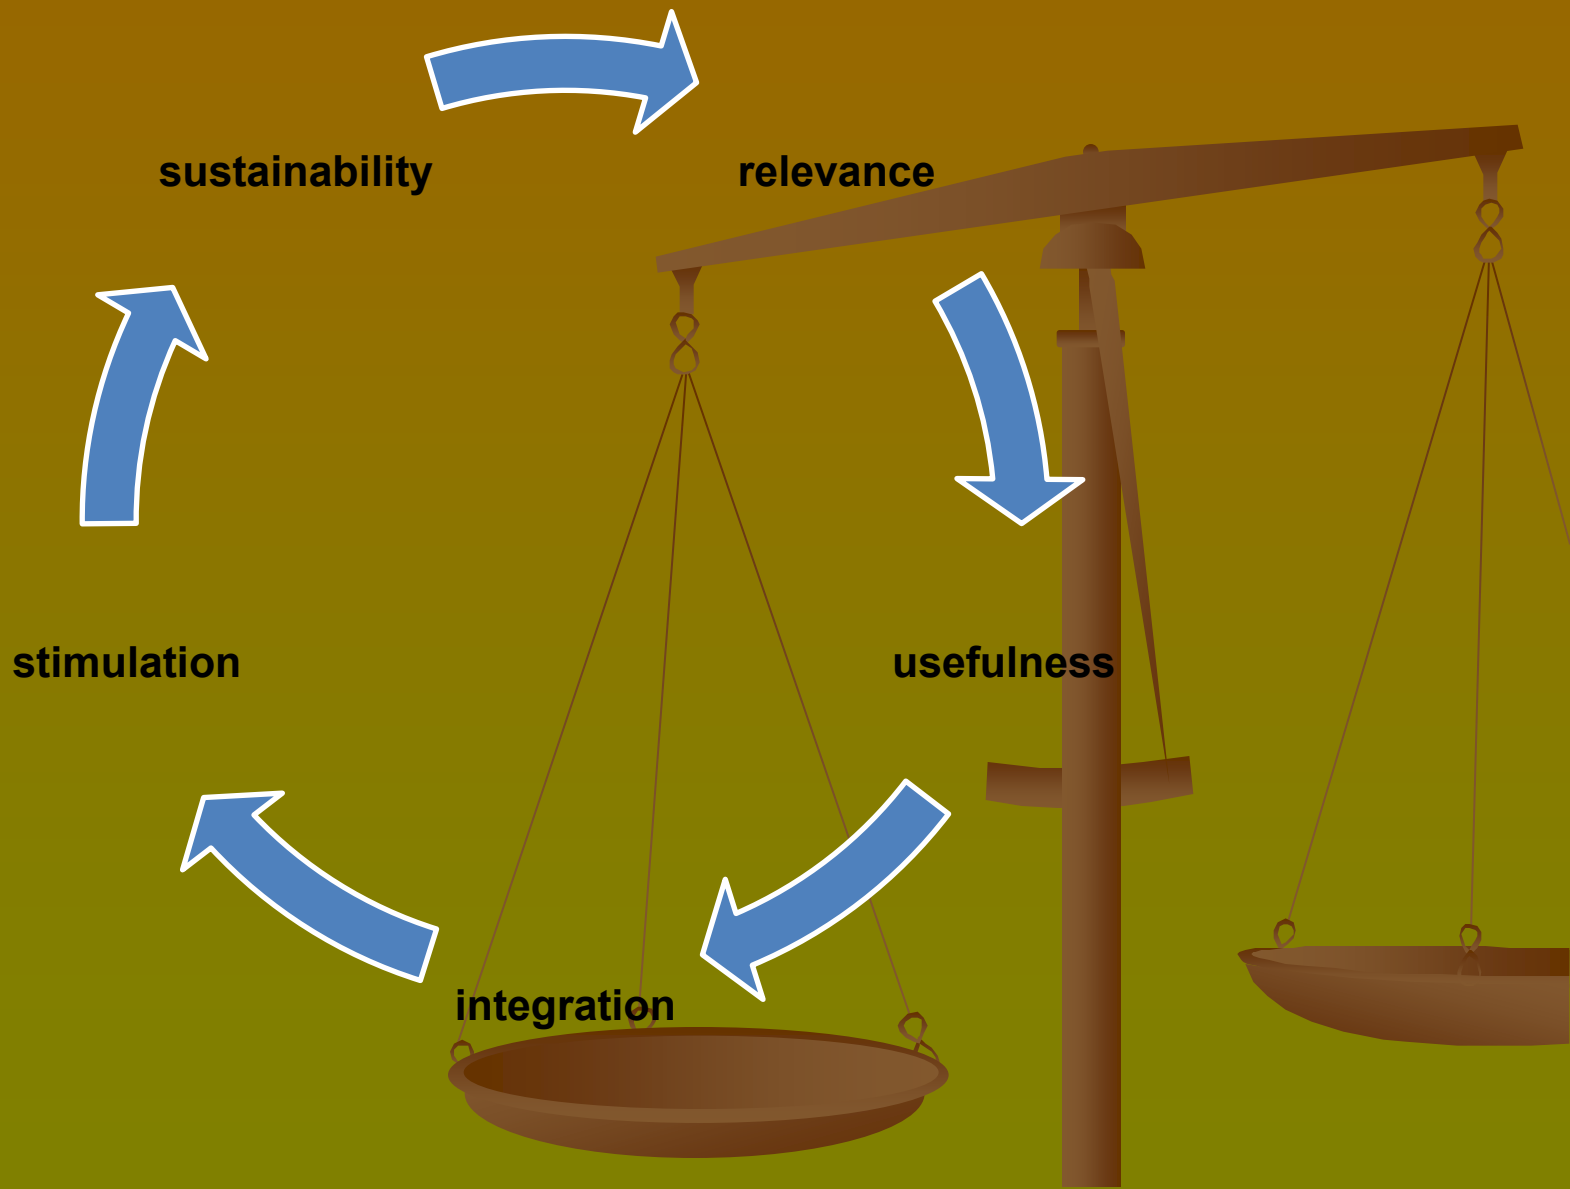 sustainability
relevance
stimulation
usefulness
integration